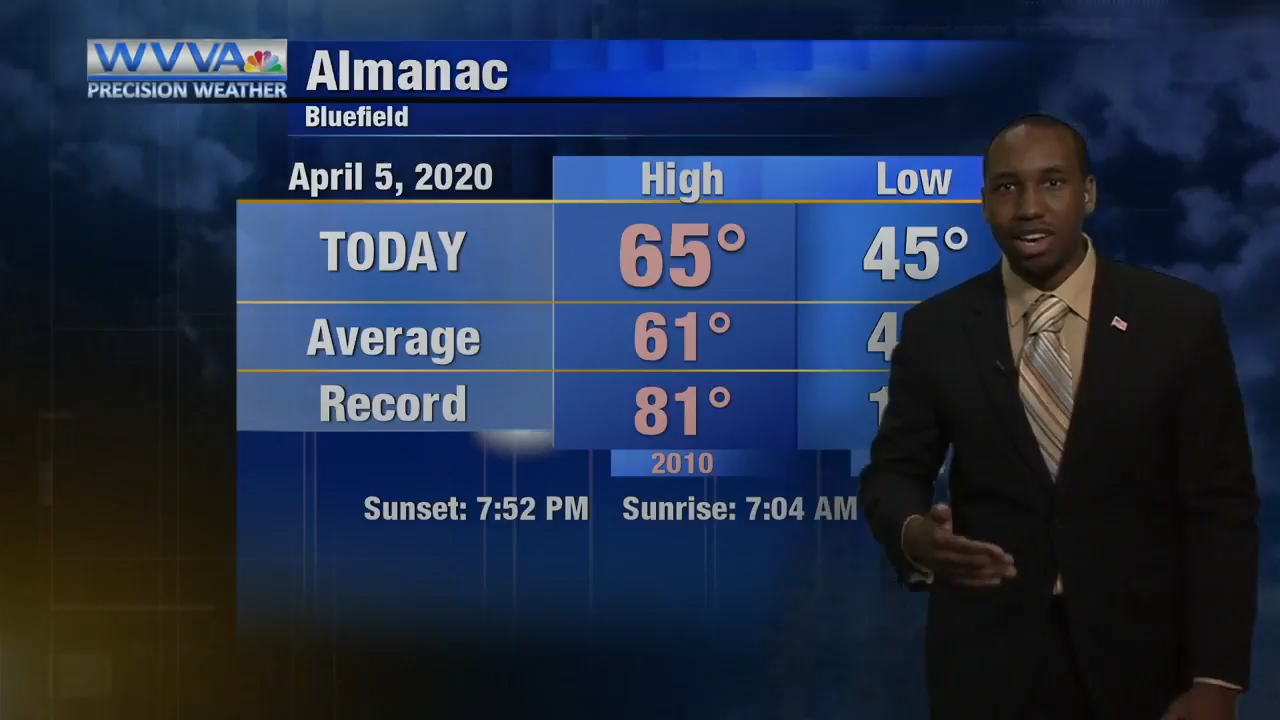 WVVA
PRECISION WEATHER
Almanac
Bluefield
April 5, 2020 High Low
TODAY 65° 45°
Average 61°
Record 81°
2010
Sunset: 7:52 PM Sunrise: 7:04 AM